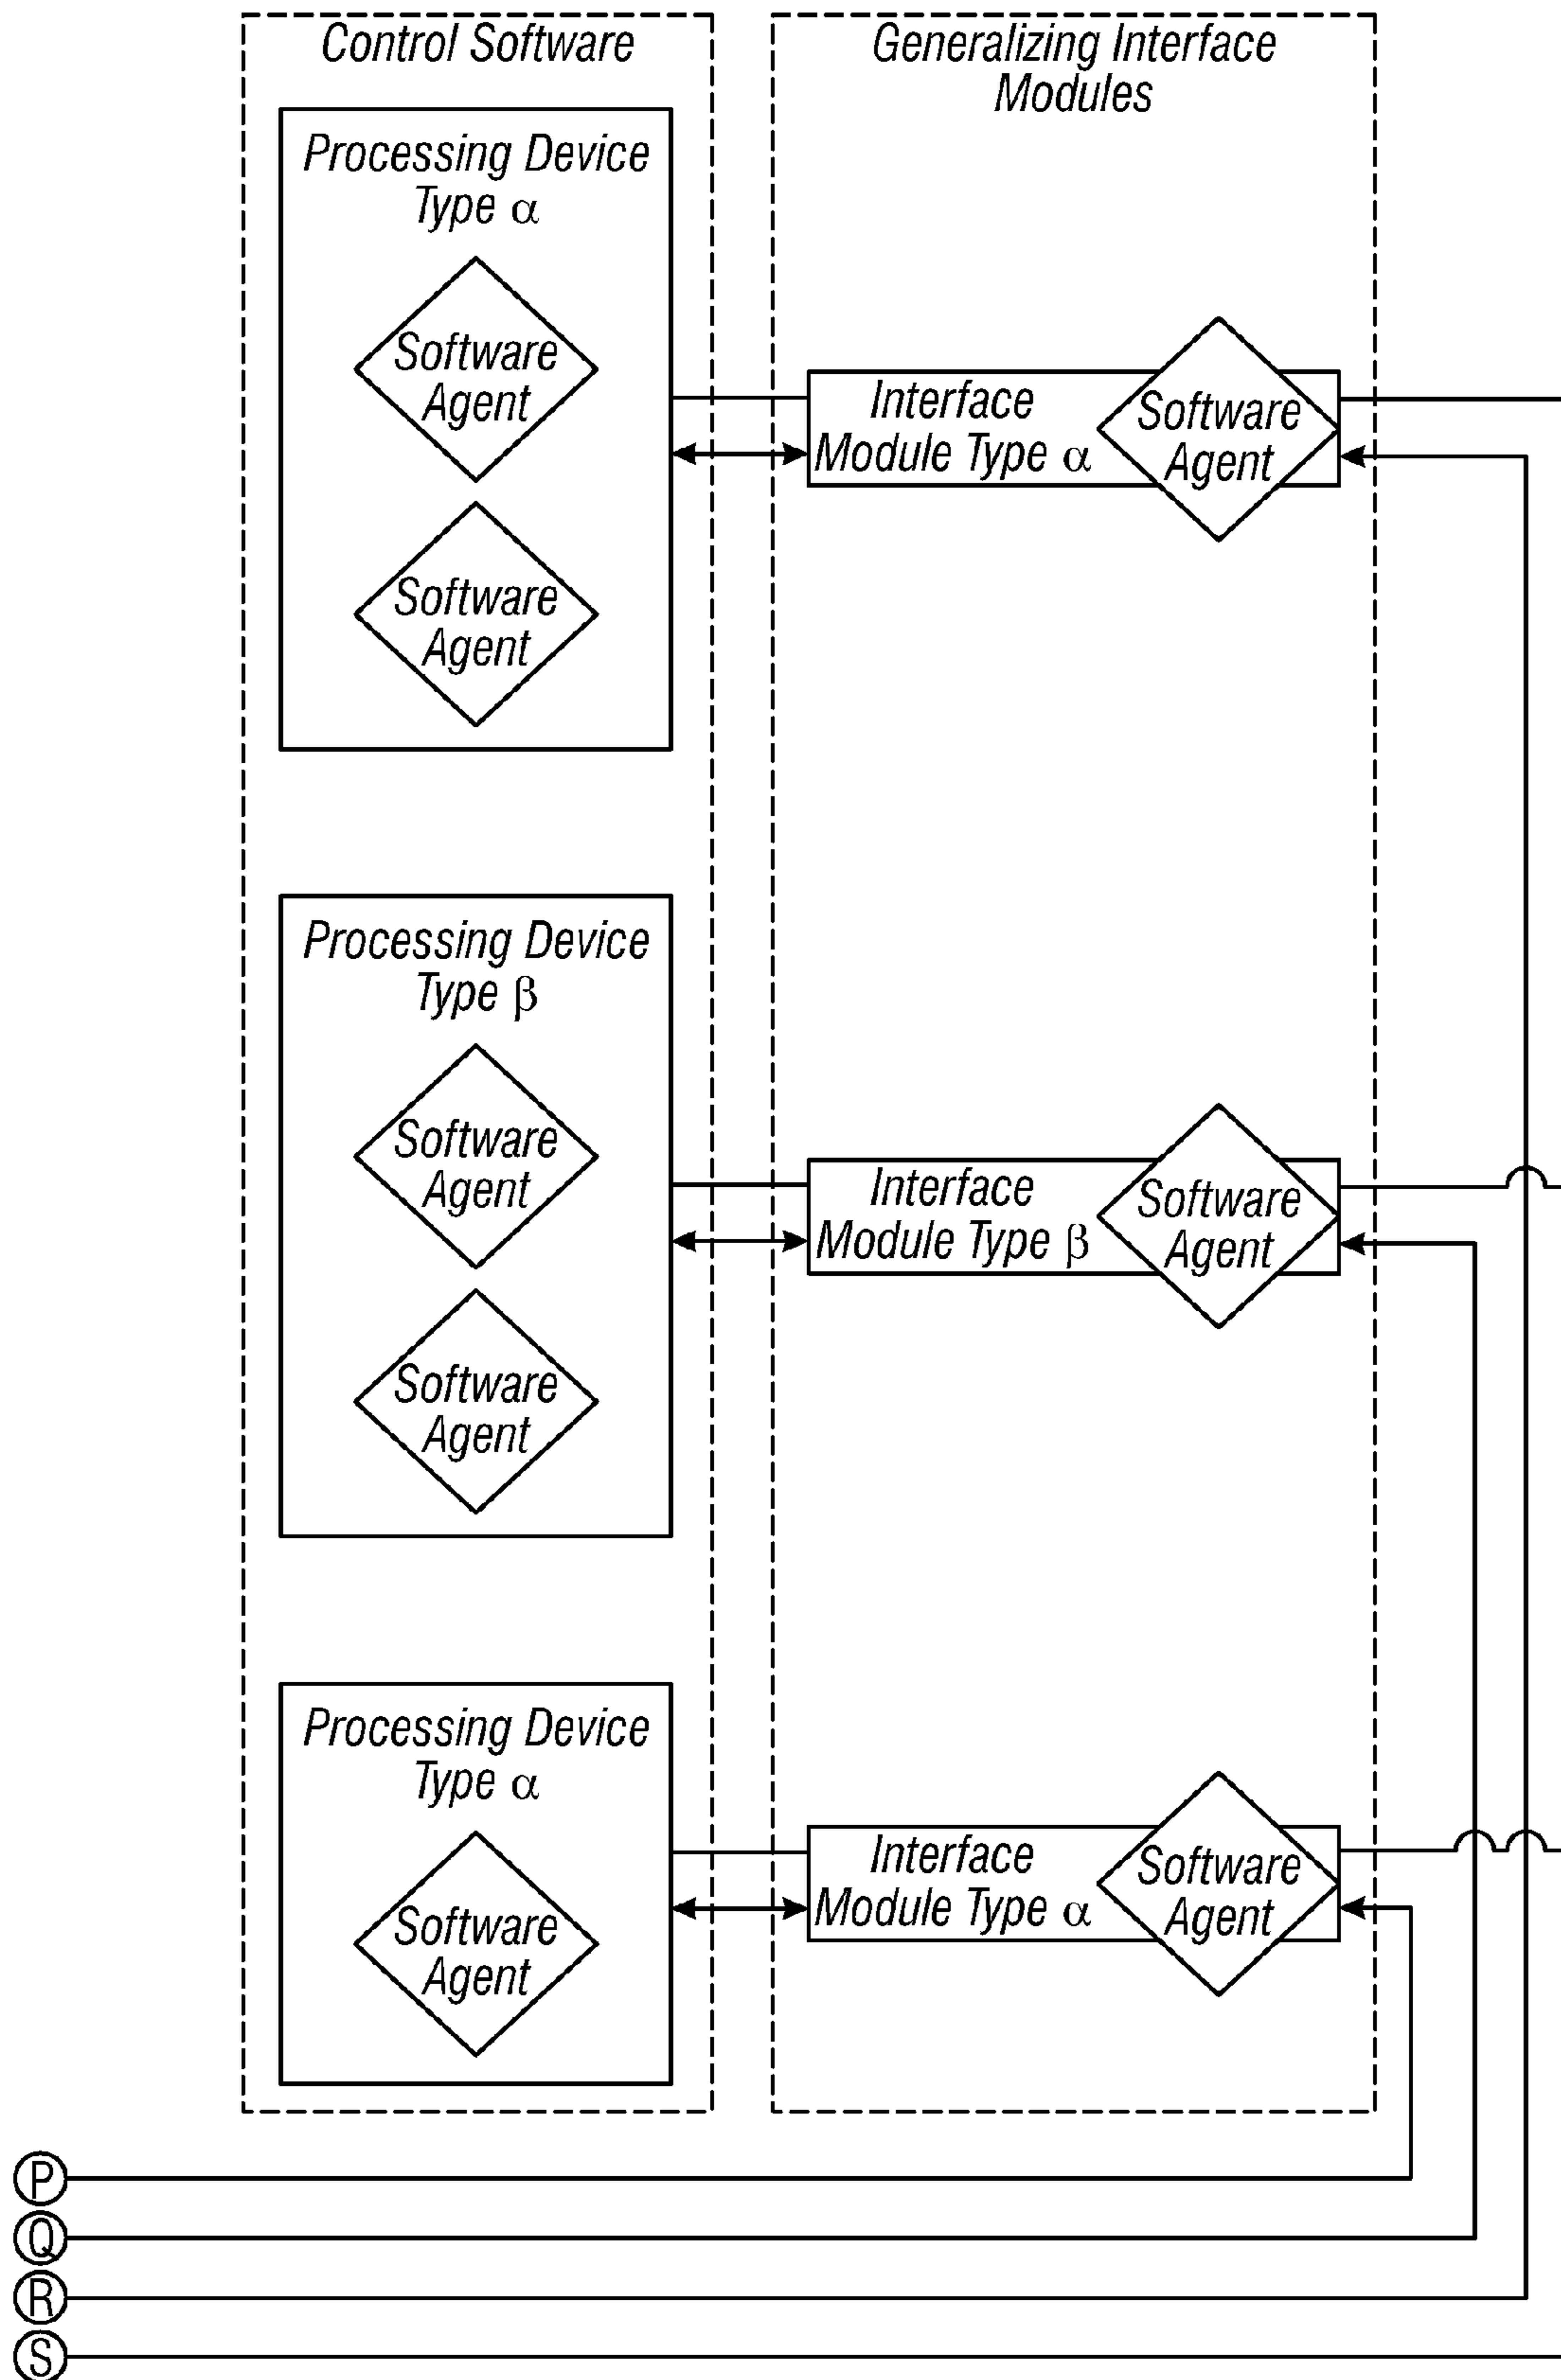 Control Software
Generalizing Interface
Modules
Processing Device
Type α
Software
Agent
Software
Agent
Interface
Module Type α
Software
Agent
Processing Device
Type β
Software
Agent
Software
Agent
Interface
Module Type β
Software
Agent
Processing Device
Type α
Software
Agent
Interface
Module Type α
Software
Agent
P
Q
R
S